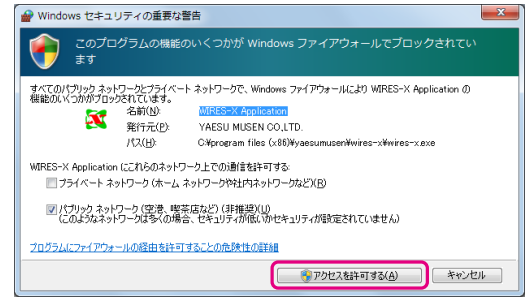 Windows セキュリティの重要な警告
このプログラムの機能のいくつかが Windows ファイアウォールでブロックされてい
ます
すべてのパブリック ネットワークとプライベート ネットワークで、Windows ファイアウォールにより WIRES-X Application の
機能のいくつかがブロックされています。
名前(N): WIRES-X Application
発行元(P): YAESU MUSEN CO.,LTD.
パス(H): C:¥program files (x86)¥yaesumusen¥wires-x¥wires-x.exe
WIRES-X Application にこれらのネットワーク上での通信を許可する:
プライベート ネットワーク (ホーム ネットワークや社内ネットワークなど)(R)
パブリック ネットワーク (空港、喫茶店など) (非推奨)(U)
(このようなネットワークは多くの場合、セキュリティが低いかセキュリティが設定されていません)
プログラムにファイアウォールの経由を許可することの危険性の詳細
アクセスを許可する(A) キャンセル